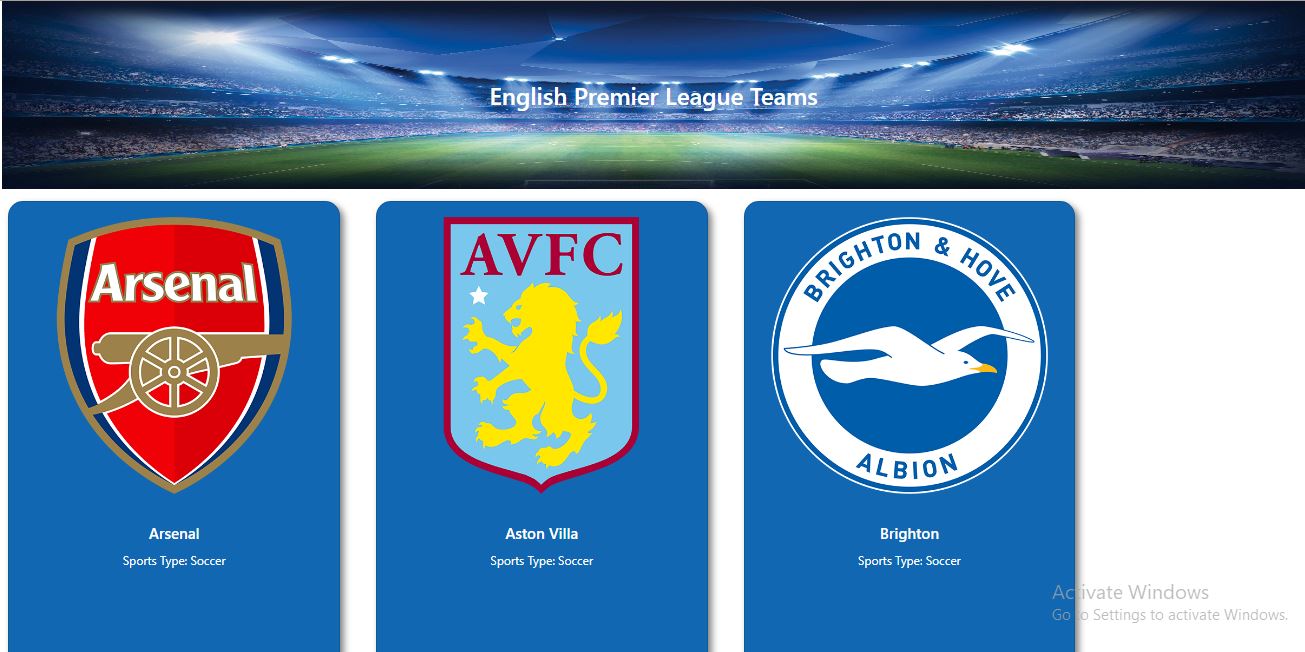 English Premier League Teams
Arsenal
AVFC
BRIGHTON & HOVE
ALBION
Arsenal
Aston Villa
Brighton
Sports Type: Soccer
Sports Type: Soccer
Sports Type: Soccer
Activate Windows
Go to Settings to activate Windows.